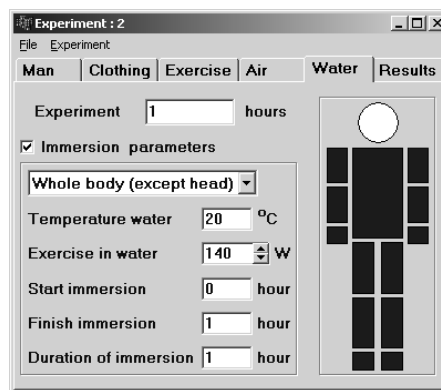 Experiment : 2
File Experiment
Man Clothing Exercise Air Water Results
Experiment 1 hours
Immersion parameters
Whole body (except head)
Temperature water 20 °C
Exercise in water 140 W
Start immersion 0 hour
Finish immersion 1 hour
Duration of immersion 1 hour